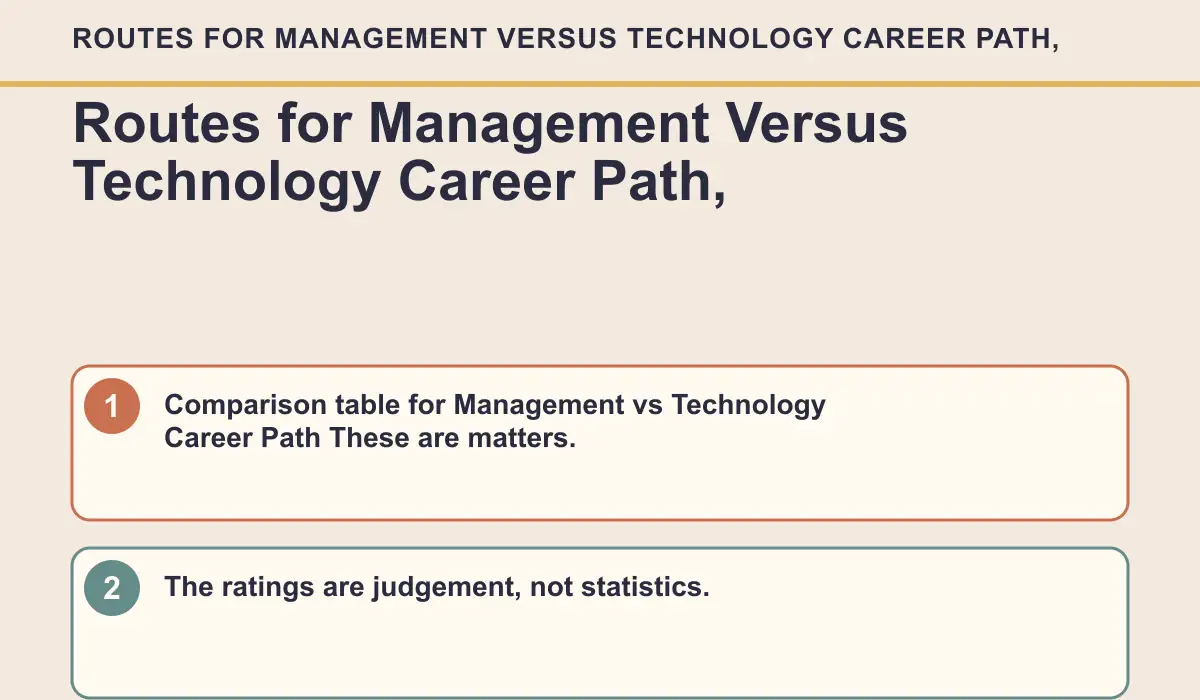 ROUTES FOR MANAGEMENT VERSUS TECHNOLOGY CAREER PATH,
Routes for Management Versus
Technology Career Path,
1
Comparison table for Management vs Technology
Career Path These are matters.
2
The ratings are judgement, not statistics.